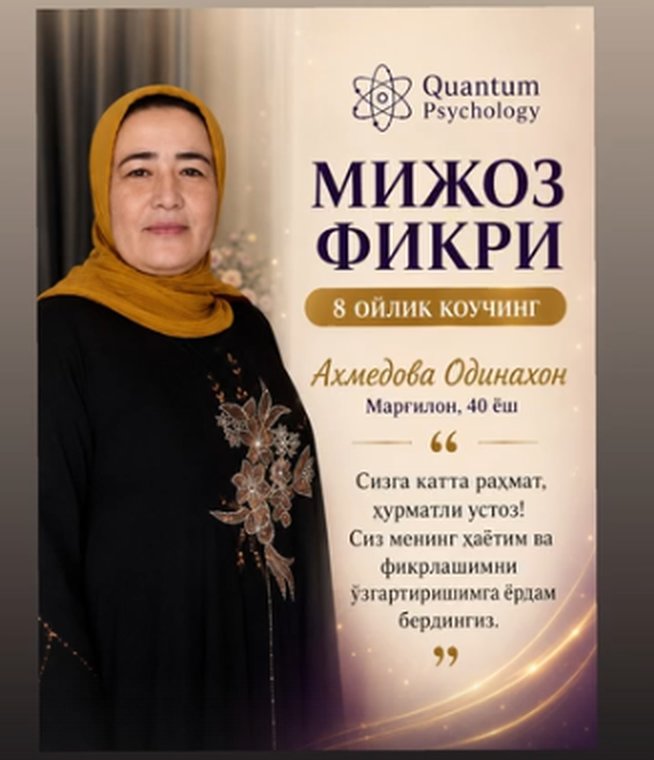 Quantum
Psychology
МИЖОЗ
ФИКРИ
8 ОЙЛИК КОУЧИНГ
Ахмедова Одинахон
Марғилон, 40 ёш
“
Сизга катта раҳмат,
ҳурматли устоз!
Сиз менинг ҳаётим ва
фикрлашимни
ўзгартиришимга ёрдам
бердингиз.
”